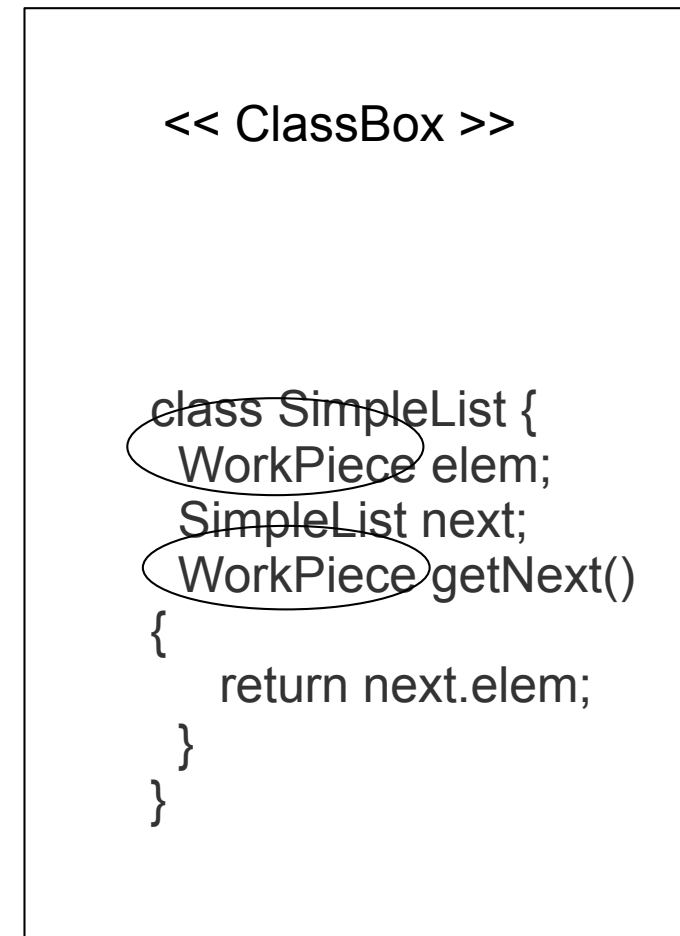 << ClassBox >>
class SimpleList {
WorkPiece elem;
SimpleList next;
WorkPiece getNext()
{
return next.elem;
}
}